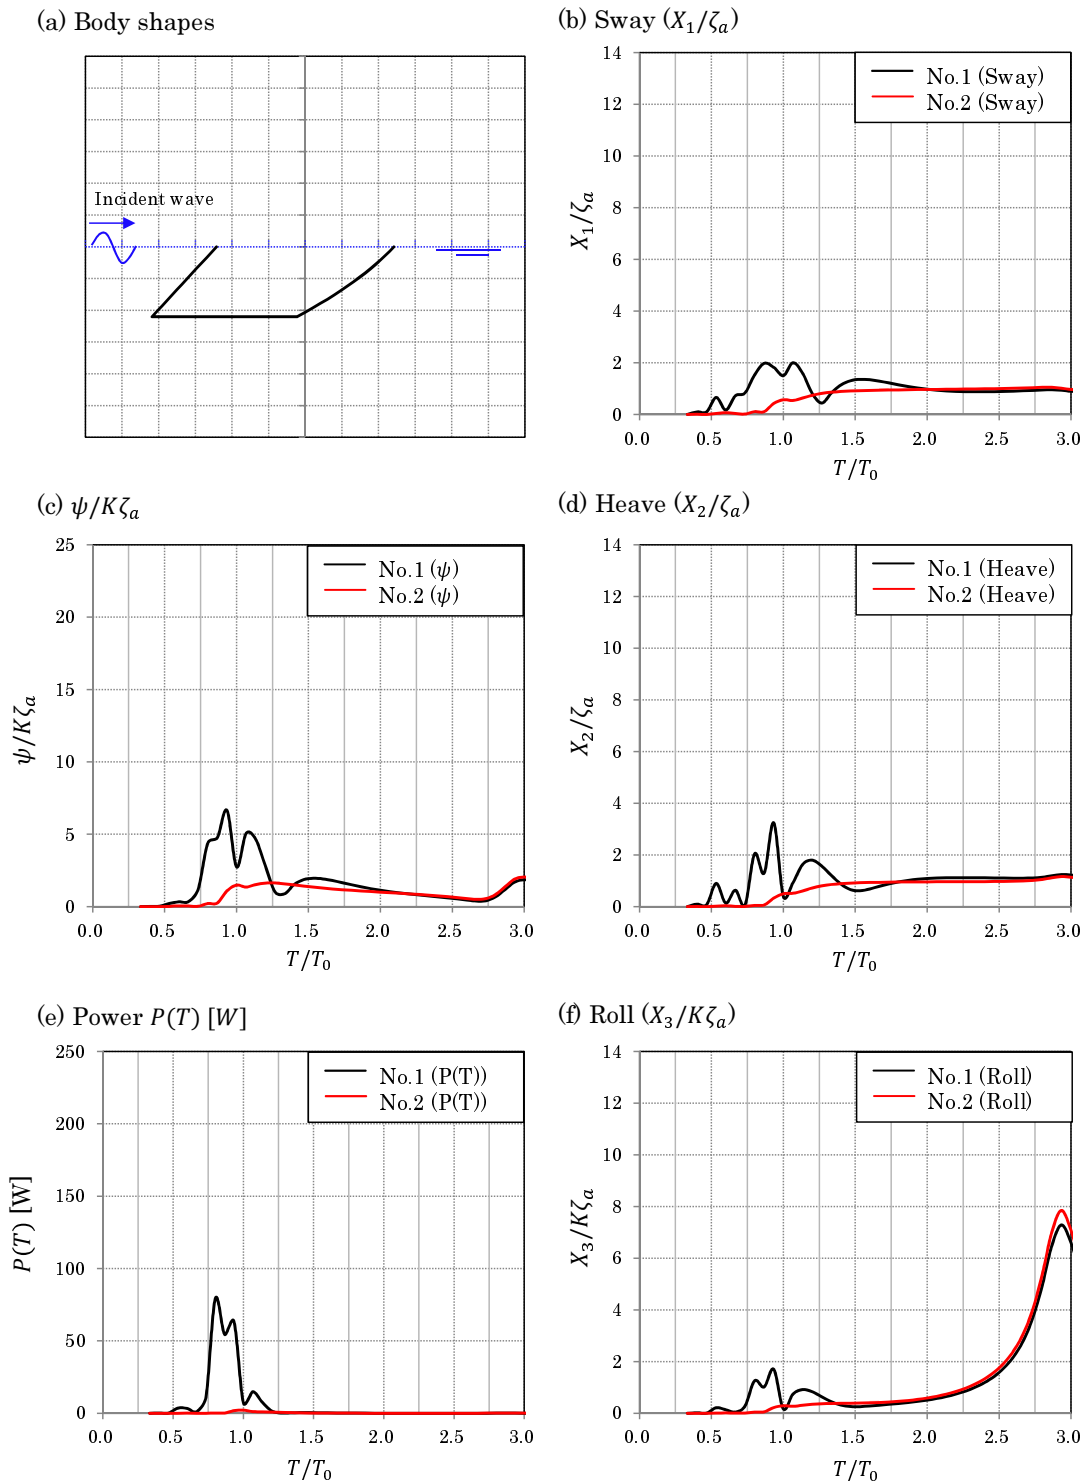 (a) Body shapes
Incident wave
(b) Sway (X₁/ζₐ)
14
12
10
8
6
4
2
0
X₁/ζₐ
No.1 (Sway)
No.2 (Sway)
0.0 0.5 1.0 1.5 2.0 2.5 3.0
T/T₀
(c) ψ/Kζₐ
25
20
15
10
5
0
ψ/Kζₐ
No.1 (ψ)
No.2 (ψ)
0.0 0.5 1.0 1.5 2.0 2.5 3.0
T/T₀
(d) Heave (X₂/ζₐ)
14
12
10
8
6
4
2
0
X₂/ζₐ
No.1 (Heave)
No.2 (Heave)
0.0 0.5 1.0 1.5 2.0 2.5 3.0
T/T₀
(e) Power P(T) [W]
250
200
150
100
50
0
P(T) [W]
No.1 (P(T))
No.2 (P(T))
0.0 0.5 1.0 1.5 2.0 2.5 3.0
T/T₀
(f) Roll (X₃/Kζₐ)
14
12
10
8
6
4
2
0
X₃/Kζₐ
No.1 (Roll)
No.2 (Roll)
0.0 0.5 1.0 1.5 2.0 2.5 3.0
T/T₀